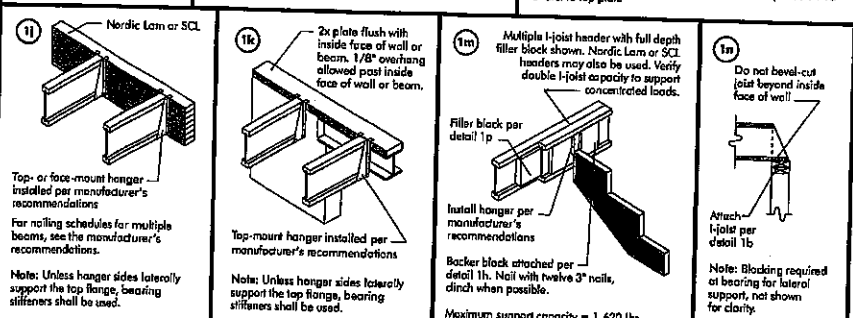 to top plate
1j
Nordic Lam or SCL
Top- or face-mount hanger
installed per manufacturer's
recommendations
For nailing schedules for multiple
beams, see the manufacturer's
recommendations.
Note: Unless hanger sides laterally
support the top flange, bearing
stiffeners shall be used.
1k
2x plate flush with
inside face of wall or
beam. 1/8" overhang
allowed past inside
face of wall or beam.
Top-mount hanger installed per
manufacturer's recommendations
Note: Unless hanger sides laterally
support the top flange, bearing
stiffeners shall be used.
1m
Multiple I-joist header with full depth
filler block shown. Nordic Lam or SCL
headers may also be used. Verify
double I-joist capacity to support
concentrated loads.
Filler block per
detail 1p
Install hanger per
manufacturer's
recommendations
Backer block attached per
detail 1h. Nail with twelve 3" nails,
clinch when possible.
Maximum support capacity = 1,620 lbs.
1n
Do not bevel-cut
joist beyond inside
face of wall
Attach
I-joist per
detail 1b
Note: Blocking required
at bearing for lateral
support, not shown
for clarity.